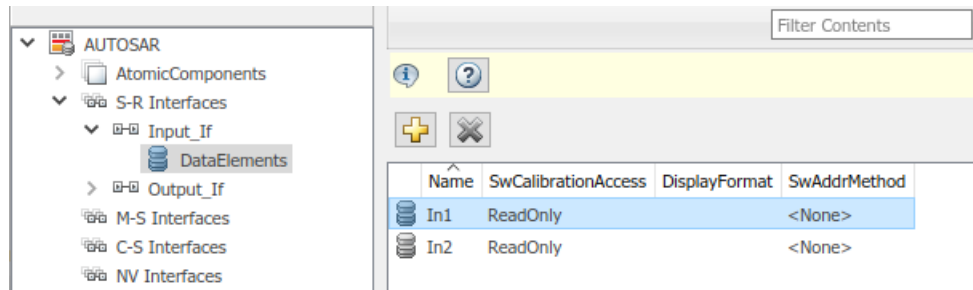 Filter Contents
AUTOSAR
AtomicComponents
S-R Interfaces
Input_If
DataElements
Output_If
M-S Interfaces
C-S Interfaces
NV Interfaces
Name SwCalibrationAccess DisplayFormat SwAddrMethod
In1 ReadOnly <None>
In2 ReadOnly <None>